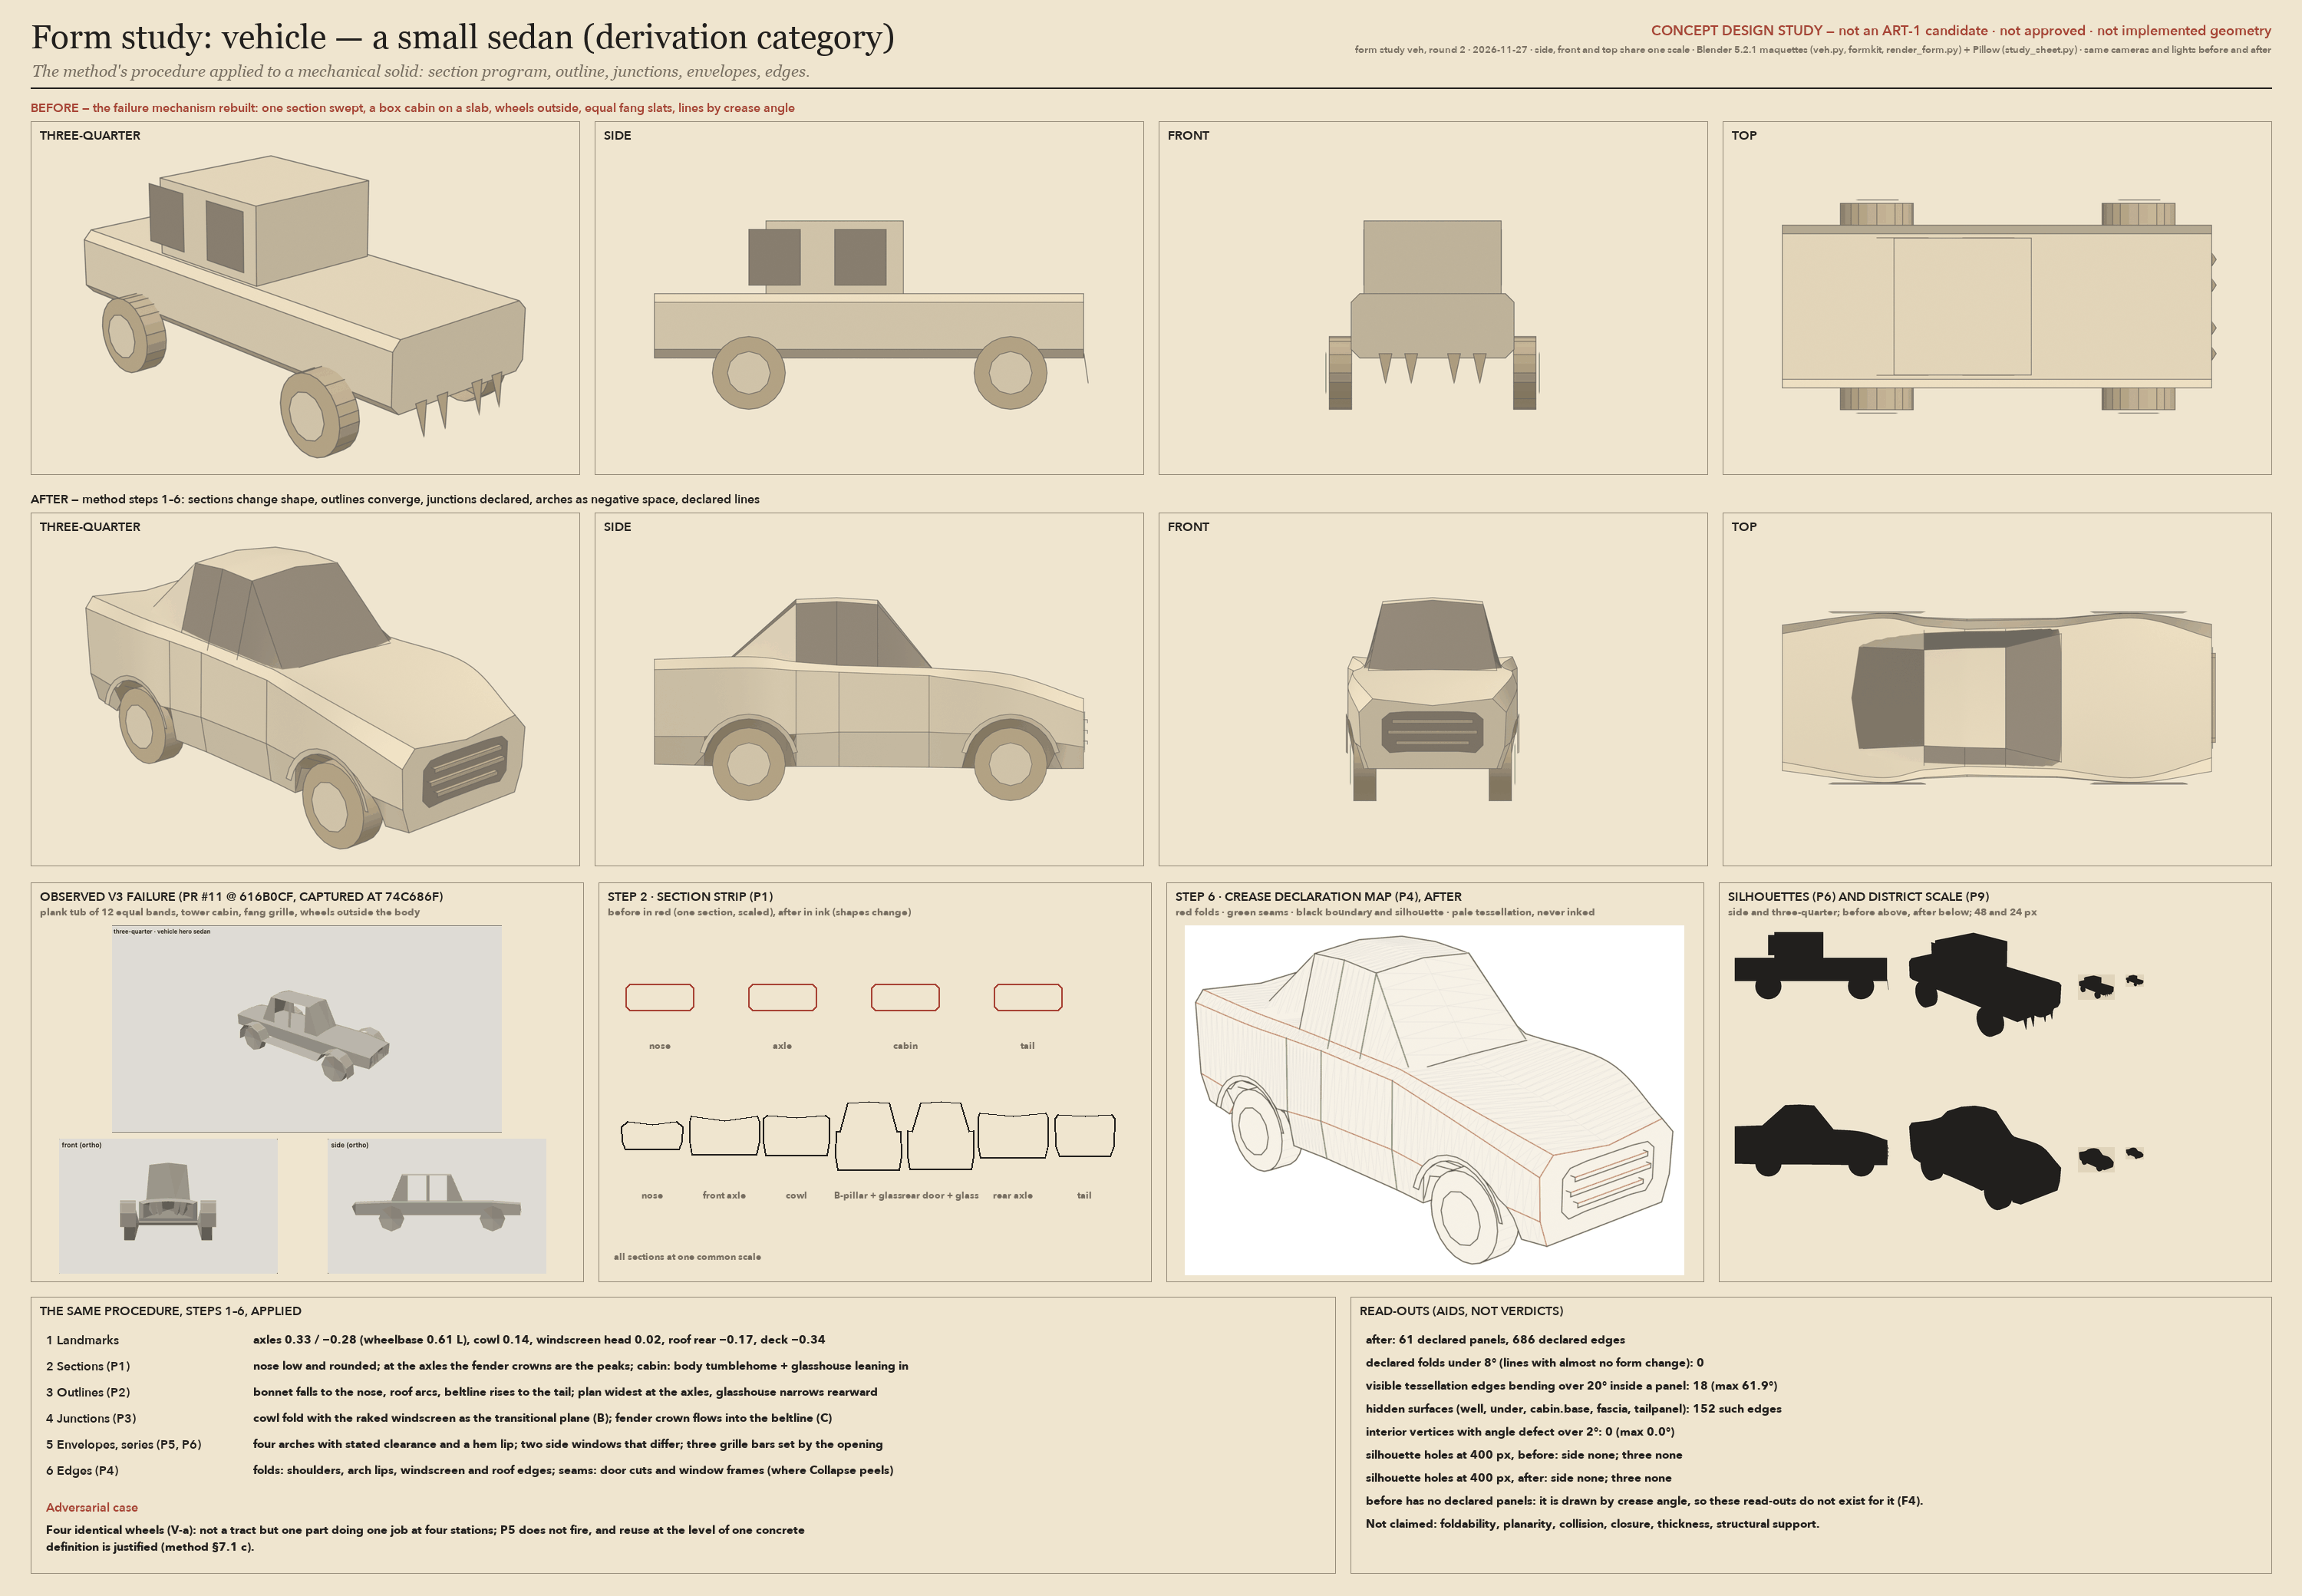 Form study: vehicle — a small sedan (derivation category)
CONCEPT DESIGN STUDY — not an ART-1 candidate · not approved · not implemented geometry
form study veh, round 2 · 2026-11-27 · side, front and top share one scale · Blender 5.2.1 maquettes (veh.py, formkit, render_form.py) + Pillow (study_sheet.py) · same cameras and lights before and after
The method's procedure applied to a mechanical solid: section program, outline, junctions, envelopes, edges.
BEFORE — the failure mechanism rebuilt: one section swept, a box cabin on a slab, wheels outside, equal fang slats, lines by crease angle
THREE-QUARTER
SIDE
FRONT
TOP
AFTER — method steps 1–6: sections change shape, outlines converge, junctions declared, arches as negative space, declared lines
THREE-QUARTER
SIDE
FRONT
TOP
OBSERVED V3 FAILURE (PR #11 @ 616B0CF, CAPTURED AT 74C686F)
plank tub of 12 equal bands, tower cabin, fang grille, wheels outside the body
three-quarter · vehicle hero sedan
front (ortho)
side (ortho)
STEP 2 · SECTION STRIP (P1)
before in red (one section, scaled), after in ink (shapes change)
nose
axle
cabin
tail
nose
front axle
cowl
B-pillar + glass
rear door + glass
rear axle
tail
all sections at one common scale
STEP 6 · CREASE DECLARATION MAP (P4), AFTER
red folds · green seams · black boundary and silhouette · pale tessellation, never inked
SILHOUETTES (P6) AND DISTRICT SCALE (P9)
side and three-quarter; before above, after below; 48 and 24 px
THE SAME PROCEDURE, STEPS 1–6, APPLIED
1 Landmarks axles 0.33 / −0.28 (wheelbase 0.61 L), cowl 0.14, windscreen head 0.02, roof rear −0.17, deck −0.34
2 Sections (P1) nose low and rounded; at the axles the fender crowns are the peaks; cabin: body tumblehome + glasshouse leaning in
3 Outlines (P2) bonnet falls to the nose, roof arcs, beltline rises to the tail; plan widest at the axles, glasshouse narrows rearward
4 Junctions (P3) cowl fold with the raked windscreen as the transitional plane (B); fender crown flows into the beltline (C)
5 Envelopes, series (P5, P6) four arches with stated clearance and a hem lip; two side windows that differ; three grille bars set by the opening
6 Edges (P4) folds: shoulders, arch lips, windscreen and roof edges; seams: door cuts and window frames (where Collapse peels)
Adversarial case
Four identical wheels (V-a): not a tract but one part doing one job at four stations; P5 does not fire, and reuse at the level of one concrete
definition is justified (method §7.1 c).
READ-OUTS (AIDS, NOT VERDICTS)
after: 61 declared panels, 686 declared edges
declared folds under 8° (lines with almost no form change): 0
visible tessellation edges bending over 20° inside a panel: 18 (max 61.9°)
hidden surfaces (well, under, cabin.base, fascia, tailpanel): 152 such edges
interior vertices with angle defect over 2°: 0 (max 0.0°)
silhouette holes at 400 px, before: side none; three none
silhouette holes at 400 px, after: side none; three none
before has no declared panels: it is drawn by crease angle, so these read-outs do not exist for it (F4).
Not claimed: foldability, planarity, collision, closure, thickness, structural support.